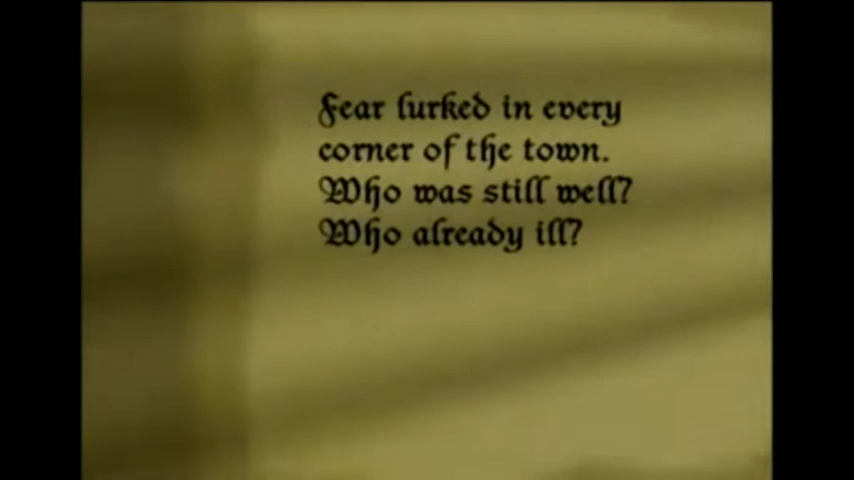 Fear lurked in every
corner of the town.
Who was still well?
Who already ill?